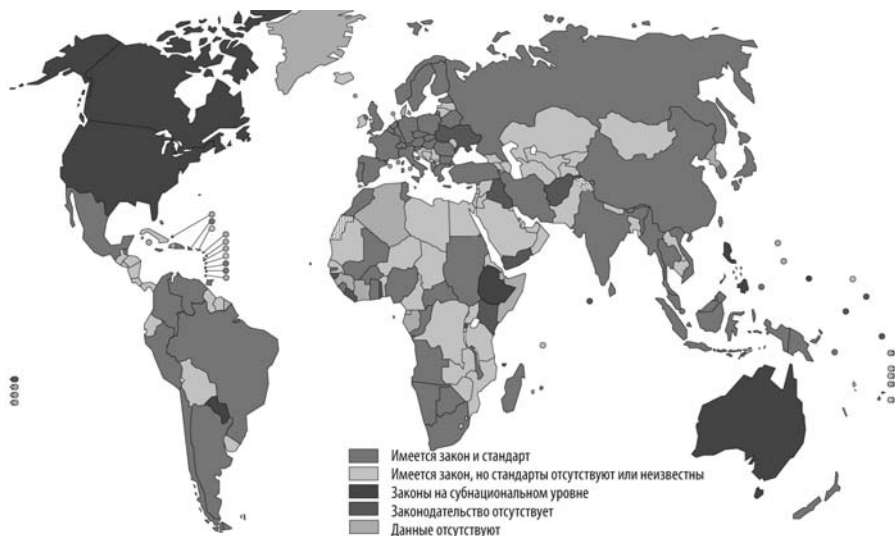 Имеется закон и стандарт
Имеется закон, но стандарты отсутствуют или неизвестны
Законы на субнациональном уровне
Законодательство отсутствует
Данные отсутствуют